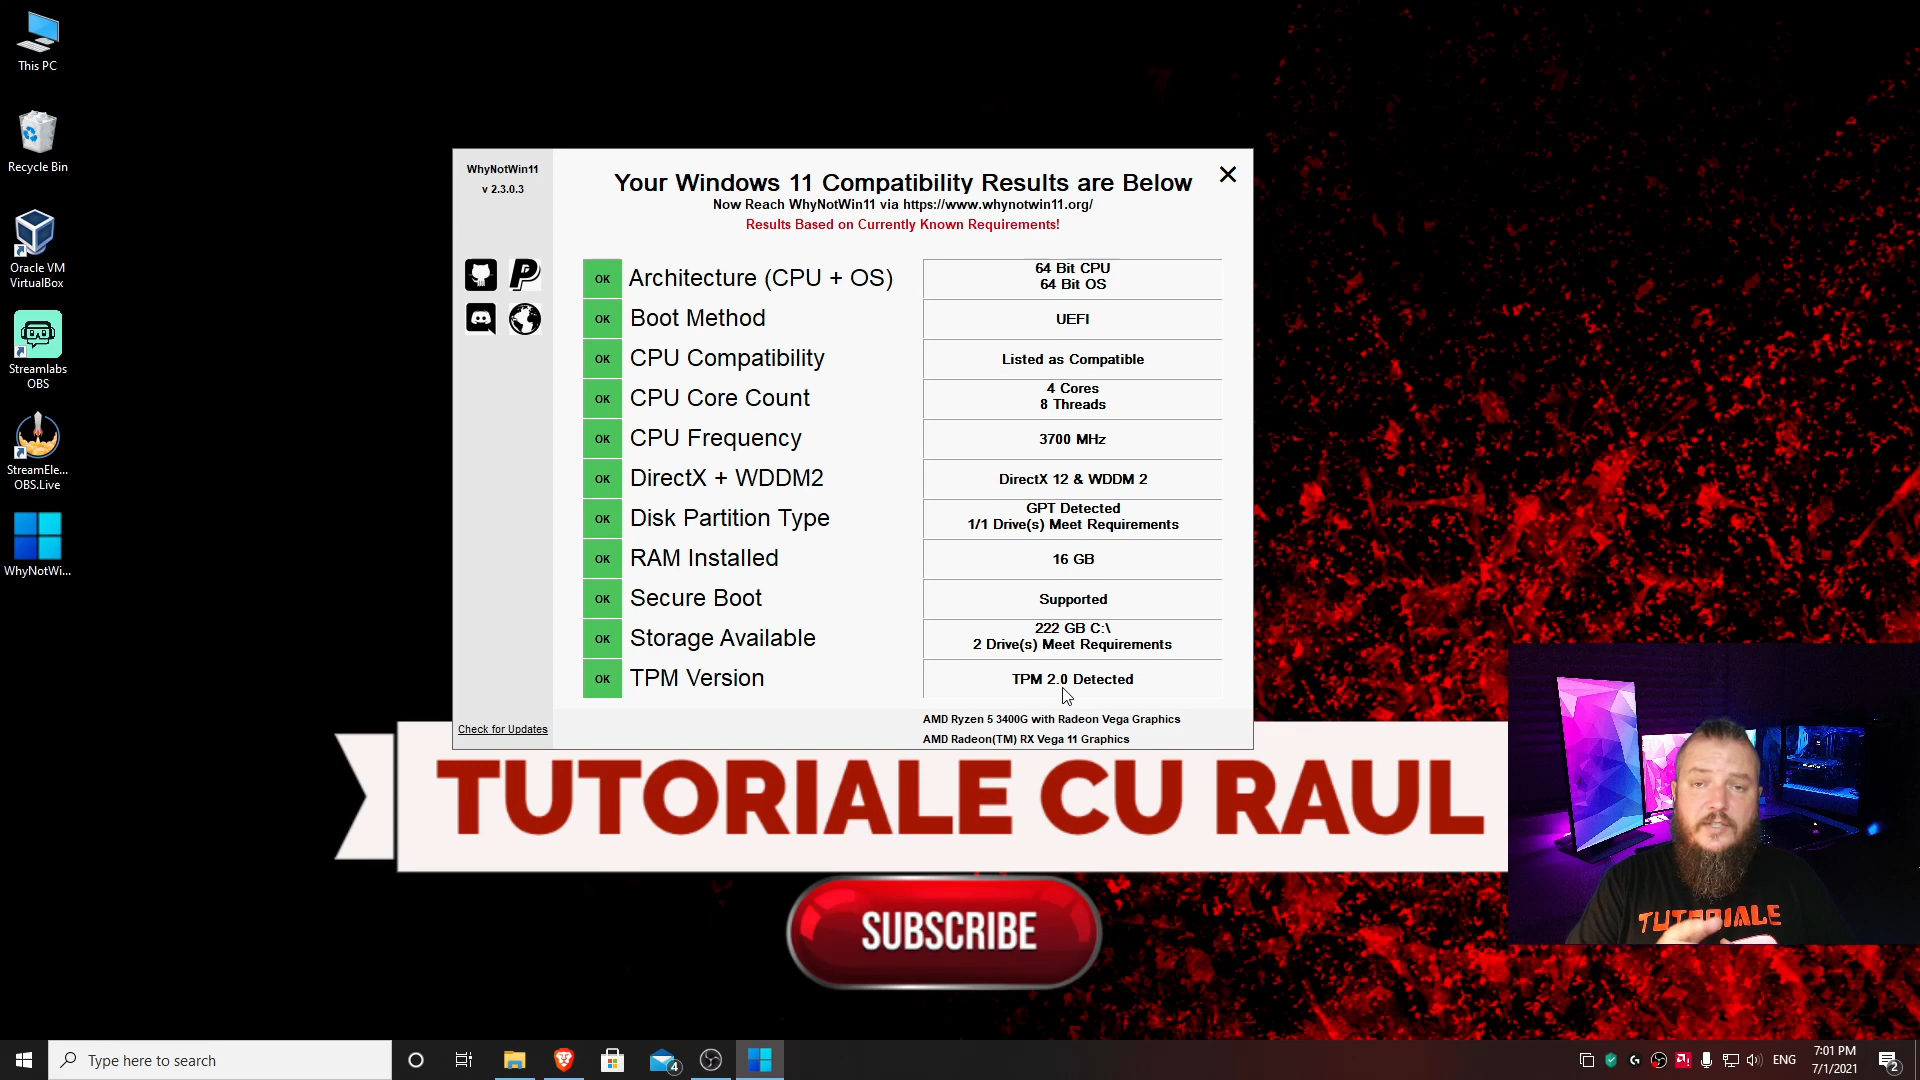 This PC
Recycle Bin
Oracle VM
VirtualBox
Streamlabs
OBS
StreamEle...
OBS.Live
WhyNotWi...
WhyNotWin11
v 2.3.0.3
Your Windows 11 Compatibility Results are Below
Now Reach WhyNotWin11 via https://www.whynotwin11.org/
Results Based on Currently Known Requirements!
OK Architecture (CPU + OS) 64 Bit CPU
64 Bit OS
OK Boot Method UEFI
OK CPU Compatibility Listed as Compatible
OK CPU Core Count 4 Cores
8 Threads
OK CPU Frequency 3700 MHz
OK DirectX + WDDM2 DirectX 12 & WDDM 2
OK Disk Partition Type GPT Detected
1/1 Drive(s) Meet Requirements
OK RAM Installed 16 GB
OK Secure Boot Supported
OK Storage Available 222 GB C:\
2 Drive(s) Meet Requirements
OK TPM Version TPM 2.0 Detected
Check for Updates
AMD Ryzen 5 3400G with Radeon Vega Graphics
AMD Radeon(TM) RX Vega 11 Graphics
TUTORIALE CU RAUL
SUBSCRIBE
TUTORIALE
Type here to search
4
ENG
7:01 PM
7/1/2021
2